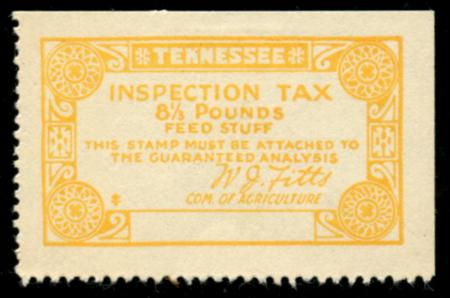 TENNESSEE
INSPECTION TAX
8⅓ POUNDS
FEED STUFF
THIS STAMP MUST BE ATTACHED TO
THE GUARANTEED ANALYSIS
W. J. Fitts
COM. OF AGRICULTURE